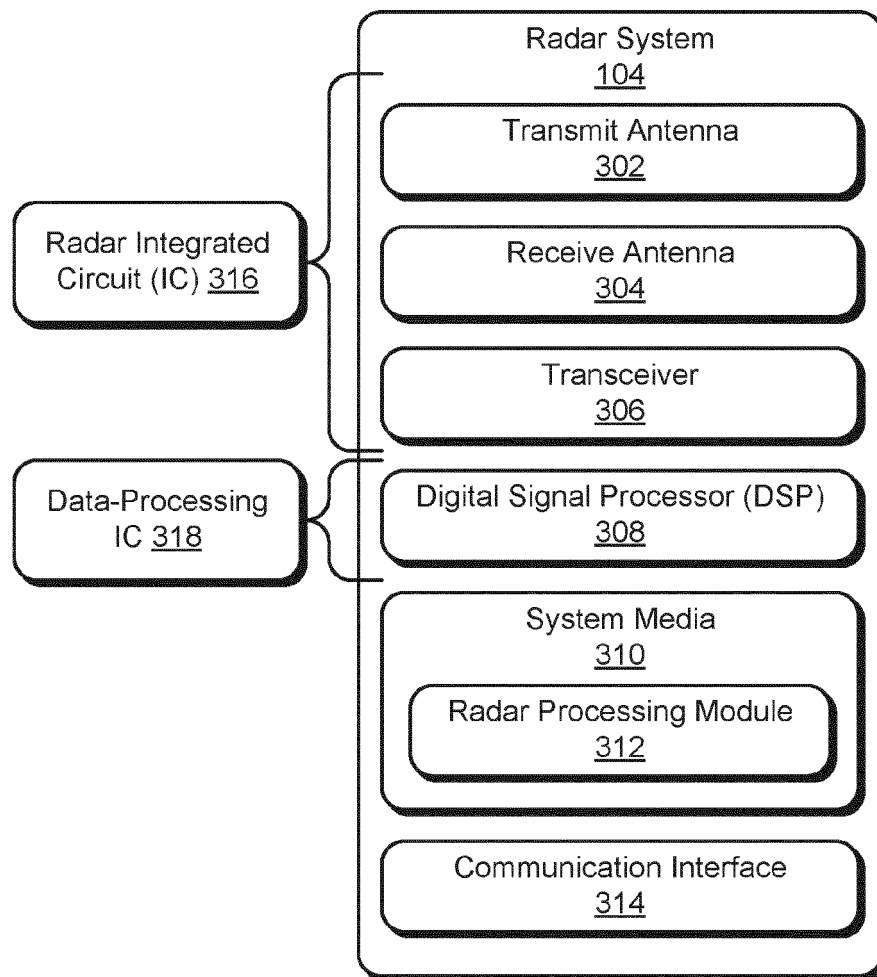 Radar System
104
Transmit Antenna
302
Radar Integrated
Circuit (IC) 316
Receive Antenna
304
Transceiver
306
Data-Processing
IC 318
Digital Signal Processor (DSP)
308
System Media
310
Radar Processing Module
312
Communication Interface
314